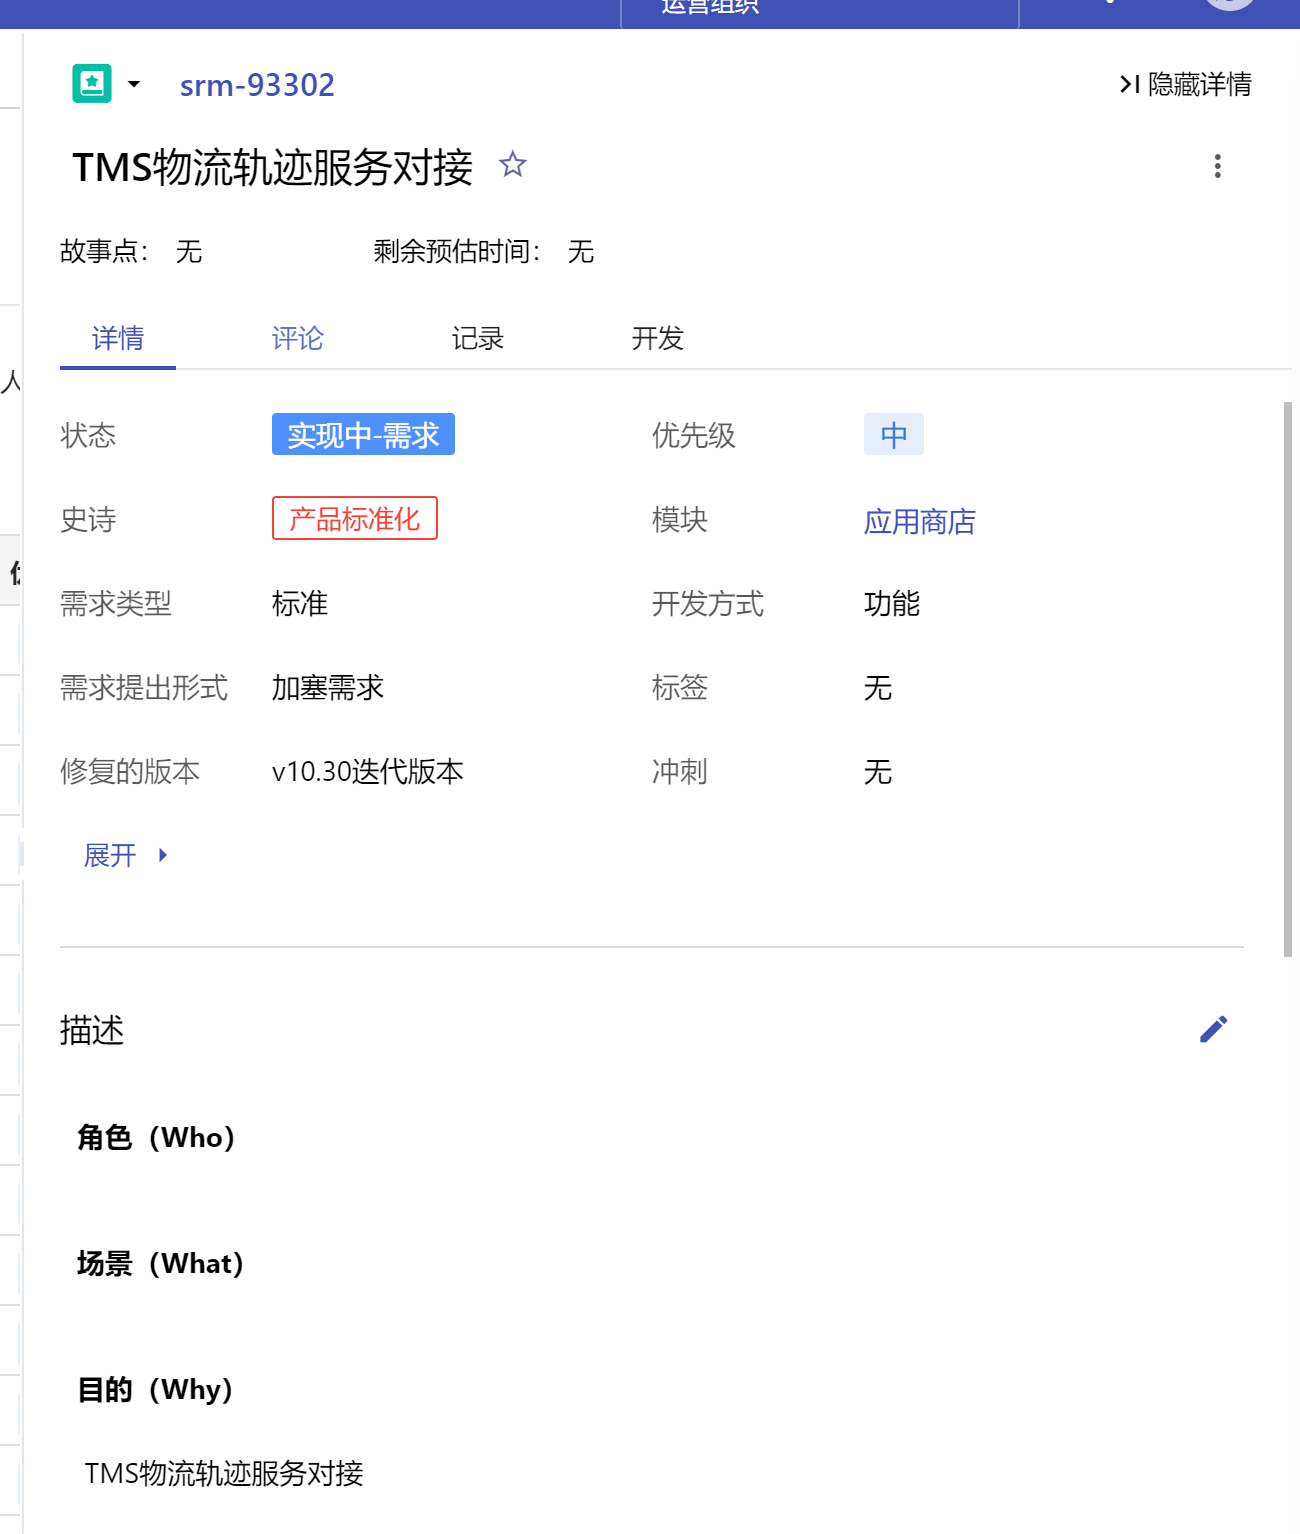 运营组织
srm-93302
隐藏详情
TMS物流轨迹服务对接
故事点： 无 剩余预估时间： 无
详情 评论 记录 开发
人
状态 实现中-需求 优先级 中
史诗 产品标准化 模块 应用商店
需求类型 标准 开发方式 功能
需求提出形式 加塞需求 标签 无
修复的版本 v10.30迭代版本 冲刺 无
展开
描述
角色（Who）
场景（What）
目的（Why）
TMS物流轨迹服务对接